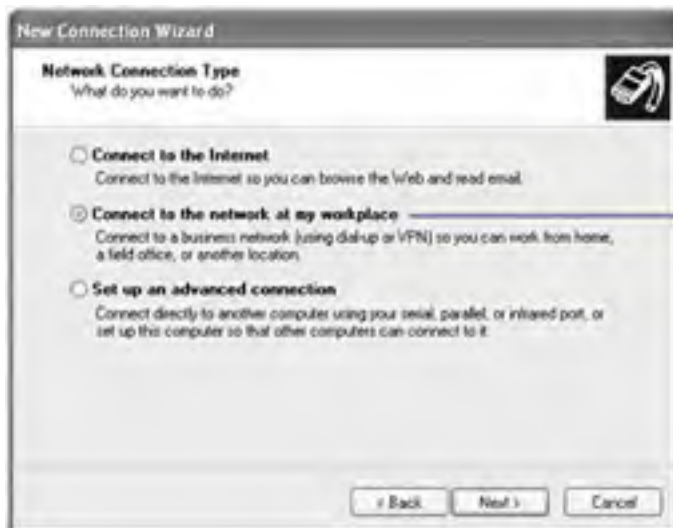 New Connection Wizard
Network Connection Type
What do you want to do?
Connect to the Internet
Connect to the Internet so you can browse the Web and read email.
Connect to the network at my workplace
Connect to a business network (using dial-up or VPN) so you can work from home,
a field office, or another location.
Set up an advanced connection
Connect directly to another computer using your serial, parallel, or infrared port, or
set up this computer so that other computers can connect to it.
< Back Next > Cancel